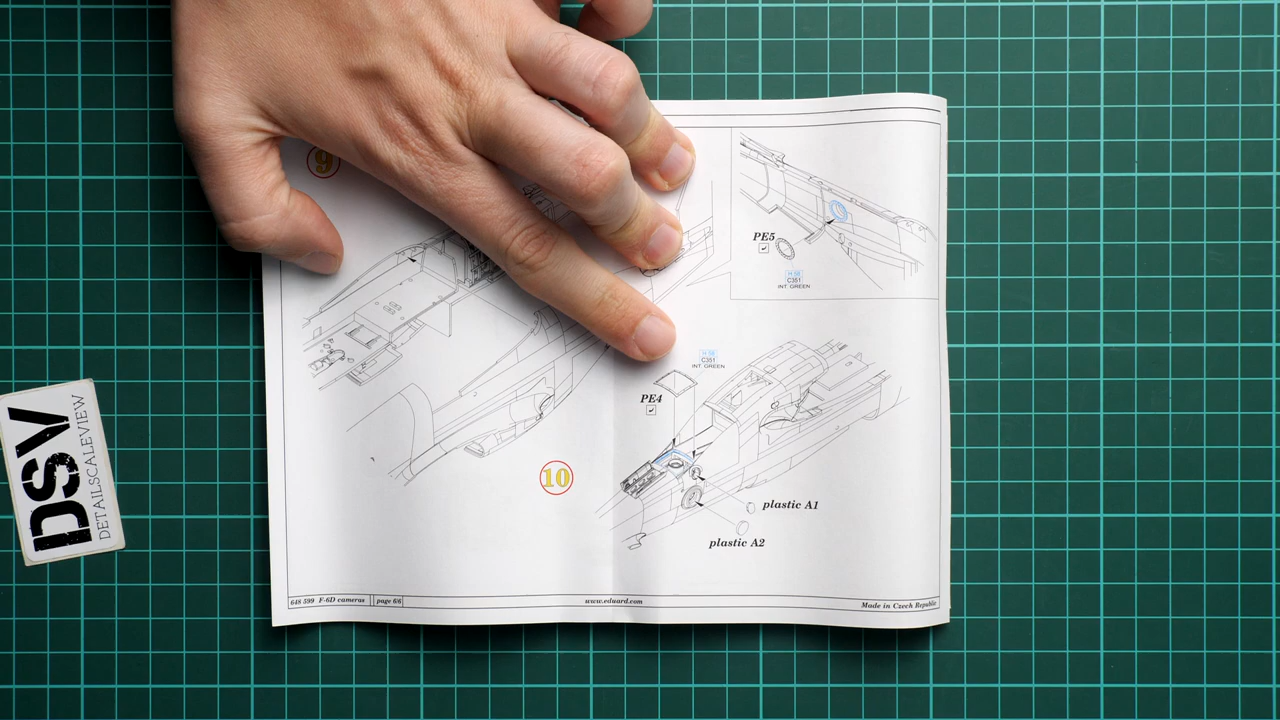 9
PE5
H 58
C351
INT. GREEN
H 58
C351
INT. GREEN
PE4
10
plastic A1
plastic A2
648 599 F-6D cameras
page 6/6
www.eduard.com
Made in Czech Republic
DSV
DETAILSCALEVIEW